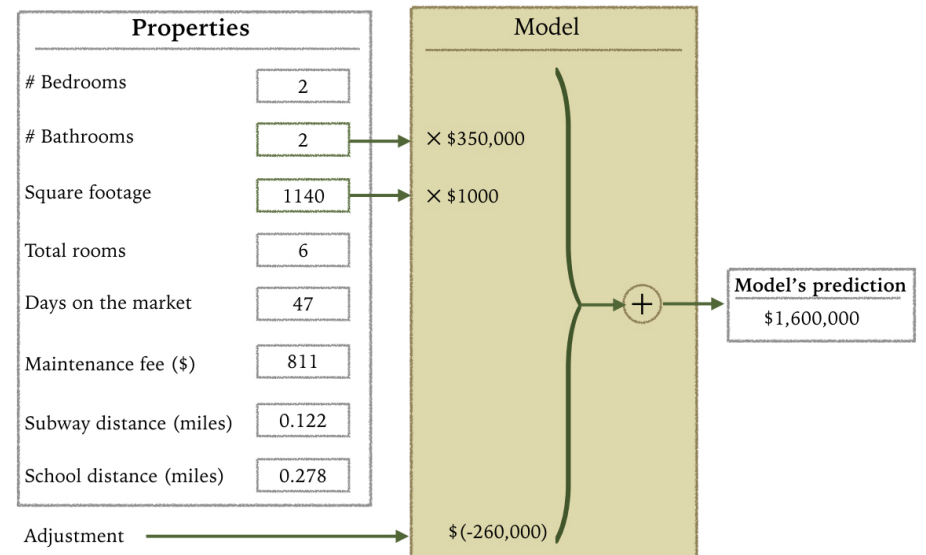 Properties
# Bedrooms 2
# Bathrooms 2
Square footage 1140
Total rooms 6
Days on the market 47
Maintenance fee ($) 811
Subway distance (miles) 0.122
School distance (miles) 0.278
Adjustment
Model
× $350,000
× $1000
$(-260,000)
+
Model's prediction
$1,600,000